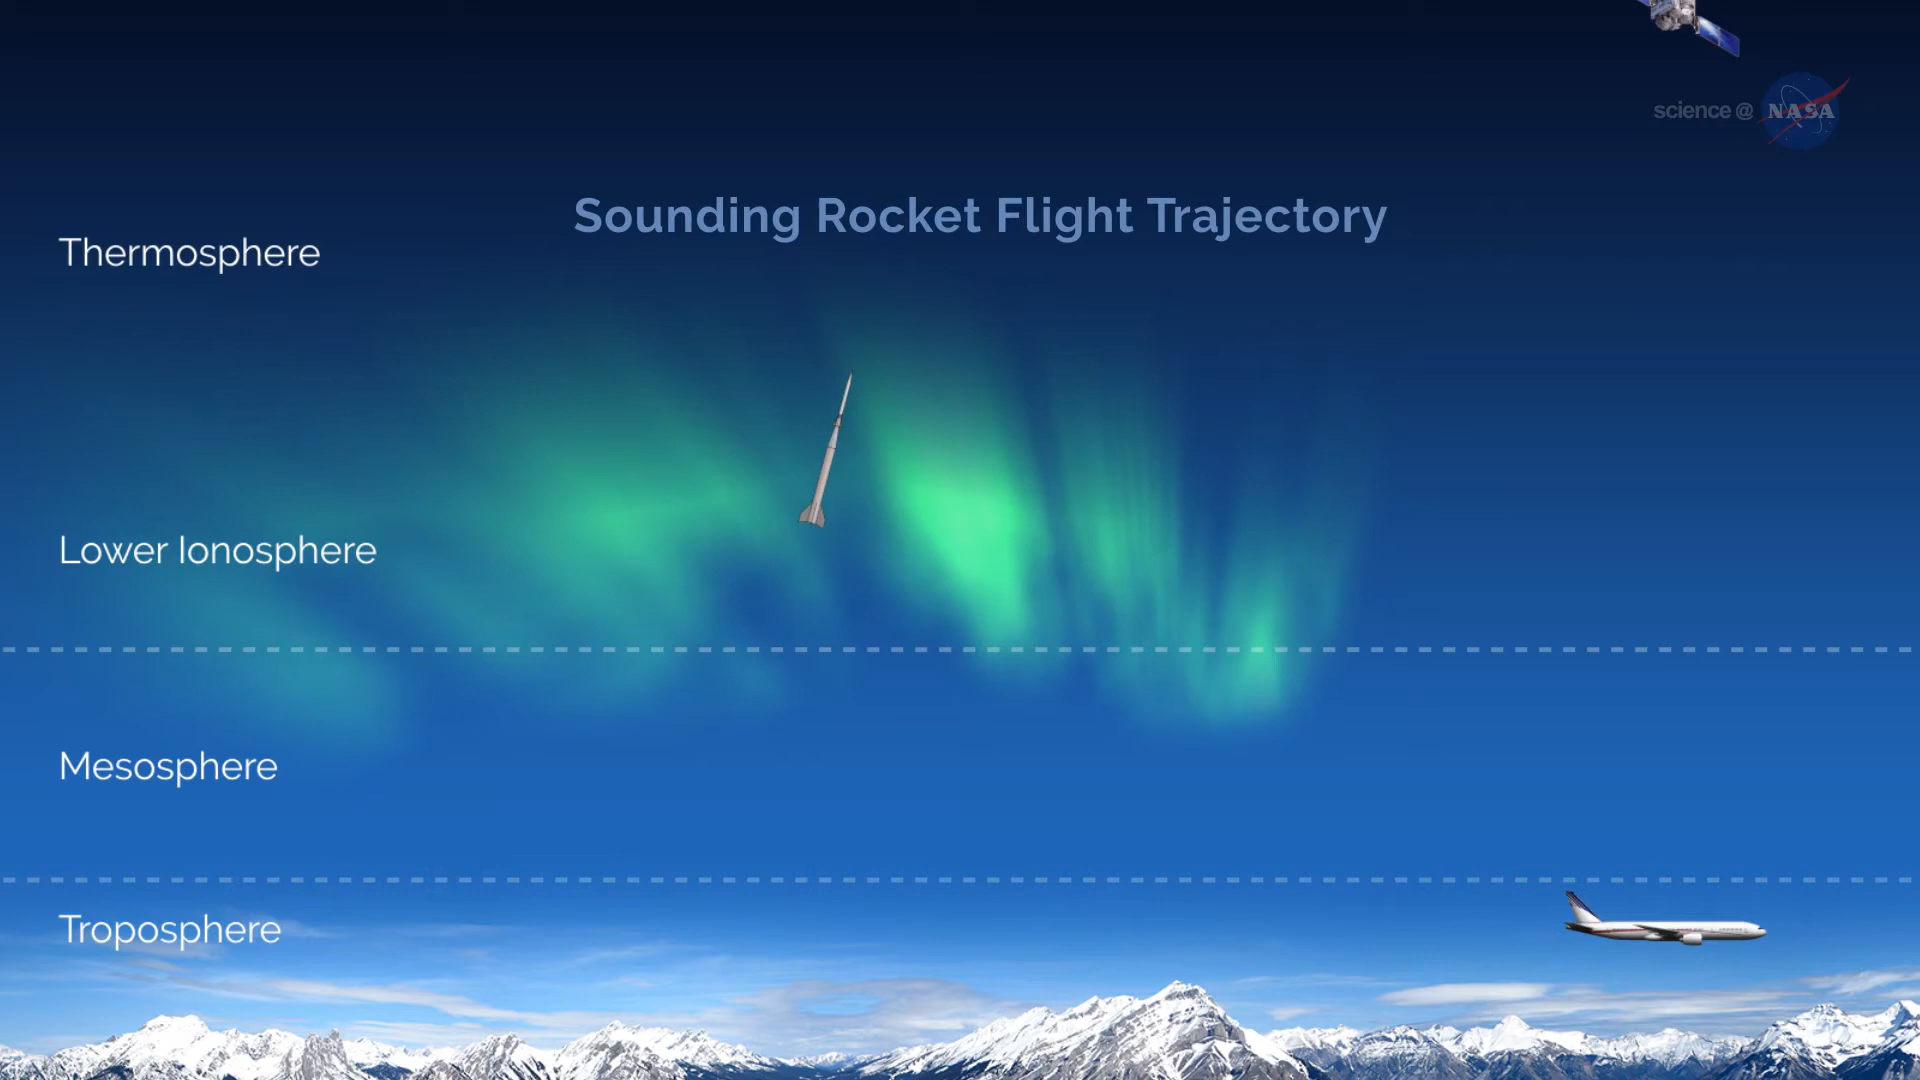 science @ NASA
Sounding Rocket Flight Trajectory
Thermosphere
Lower Ionosphere
Mesosphere
Troposphere